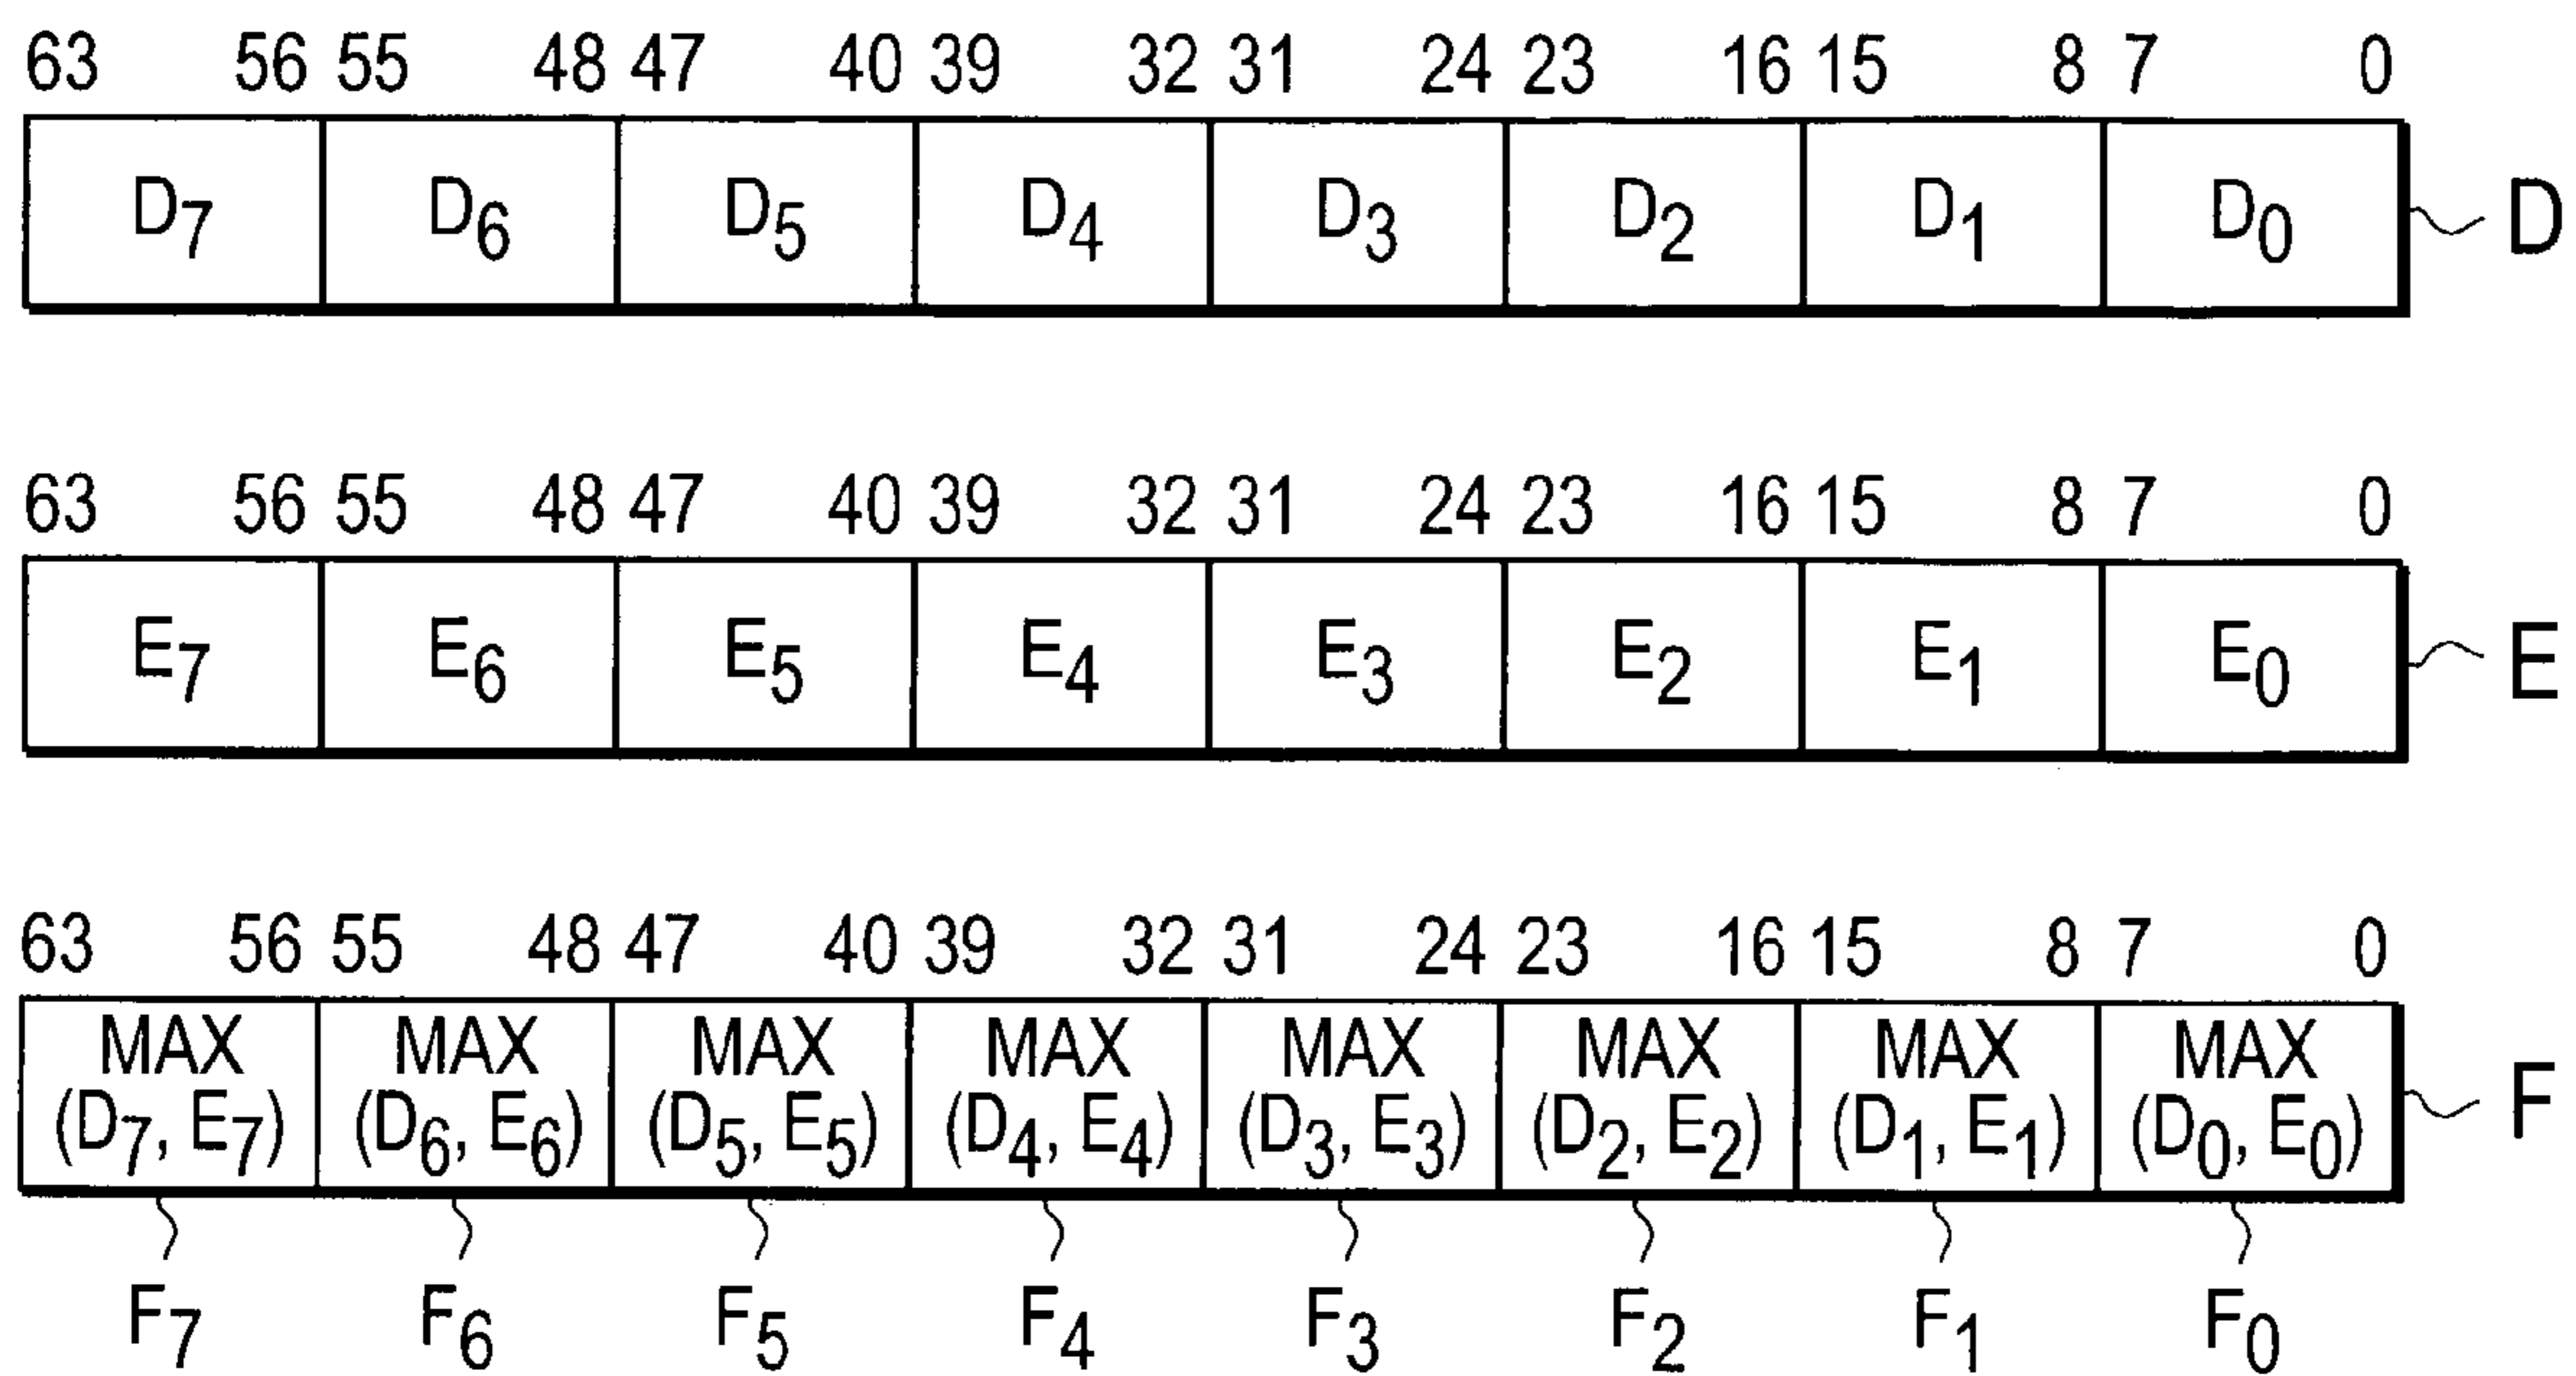 63 56 55 48 47 40 39 32 31 24 23 16 15 8 7 0
D7 D6 D5 D4 D3 D2 D1 D0 D
63 56 55 48 47 40 39 32 31 24 23 16 15 8 7 0
E7 E6 E5 E4 E3 E2 E1 E0 E
63 56 55 48 47 40 39 32 31 24 23 16 15 8 7 0
MAX MAX MAX MAX MAX MAX MAX MAX
(D7, E7) (D6, E6) (D5, E5) (D4, E4) (D3, E3) (D2, E2) (D1, E1) (D0, E0) F
F7 F6 F5 F4 F3 F2 F1 F0